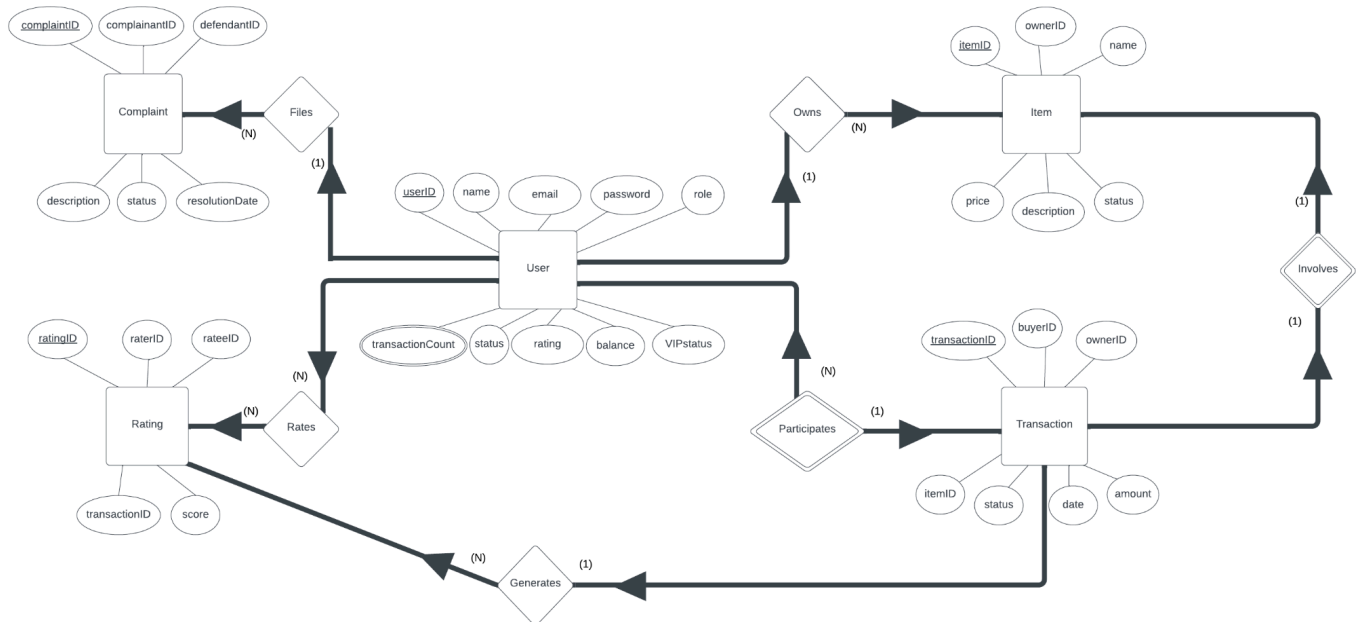 complaintID
complainantID
defendantID
Complaint
description
status
resolutionDate
Files
(N)
(1)
userID
name
email
password
role
User
transactionCount
status
rating
balance
VIPstatus
Owns
(N)
(1)
itemID
ownerID
name
Item
price
description
status
(1)
Involves
(1)
ratingID
raterID
rateeID
Rating
transactionID
score
(N)
(N)
Rates
(N)
Participates
(1)
transactionID
buyerID
ownerID
Transaction
itemID
status
date
amount
(N)
Generates
(1)